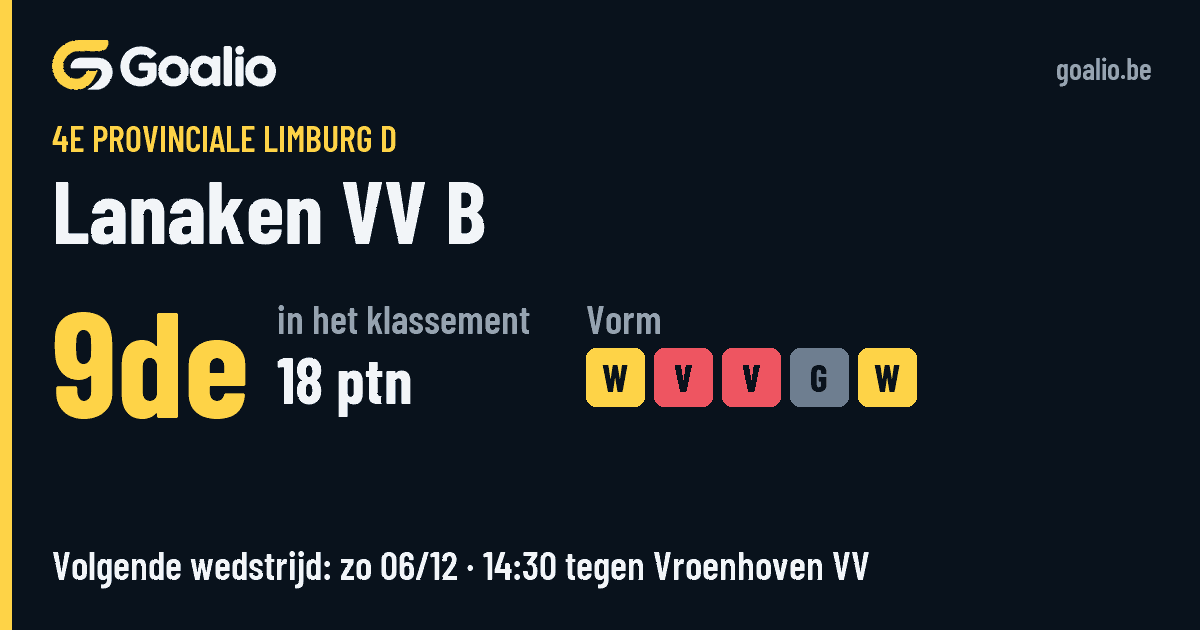 Goalio
goalio.be
4E PROVINCIALE LIMBURG D
Lanaken VV B
9de
in het klassement
18 ptn
Vorm
W V V G W
Volgende wedstrijd: zo 06/12 · 14:30 tegen Vroenhoven VV